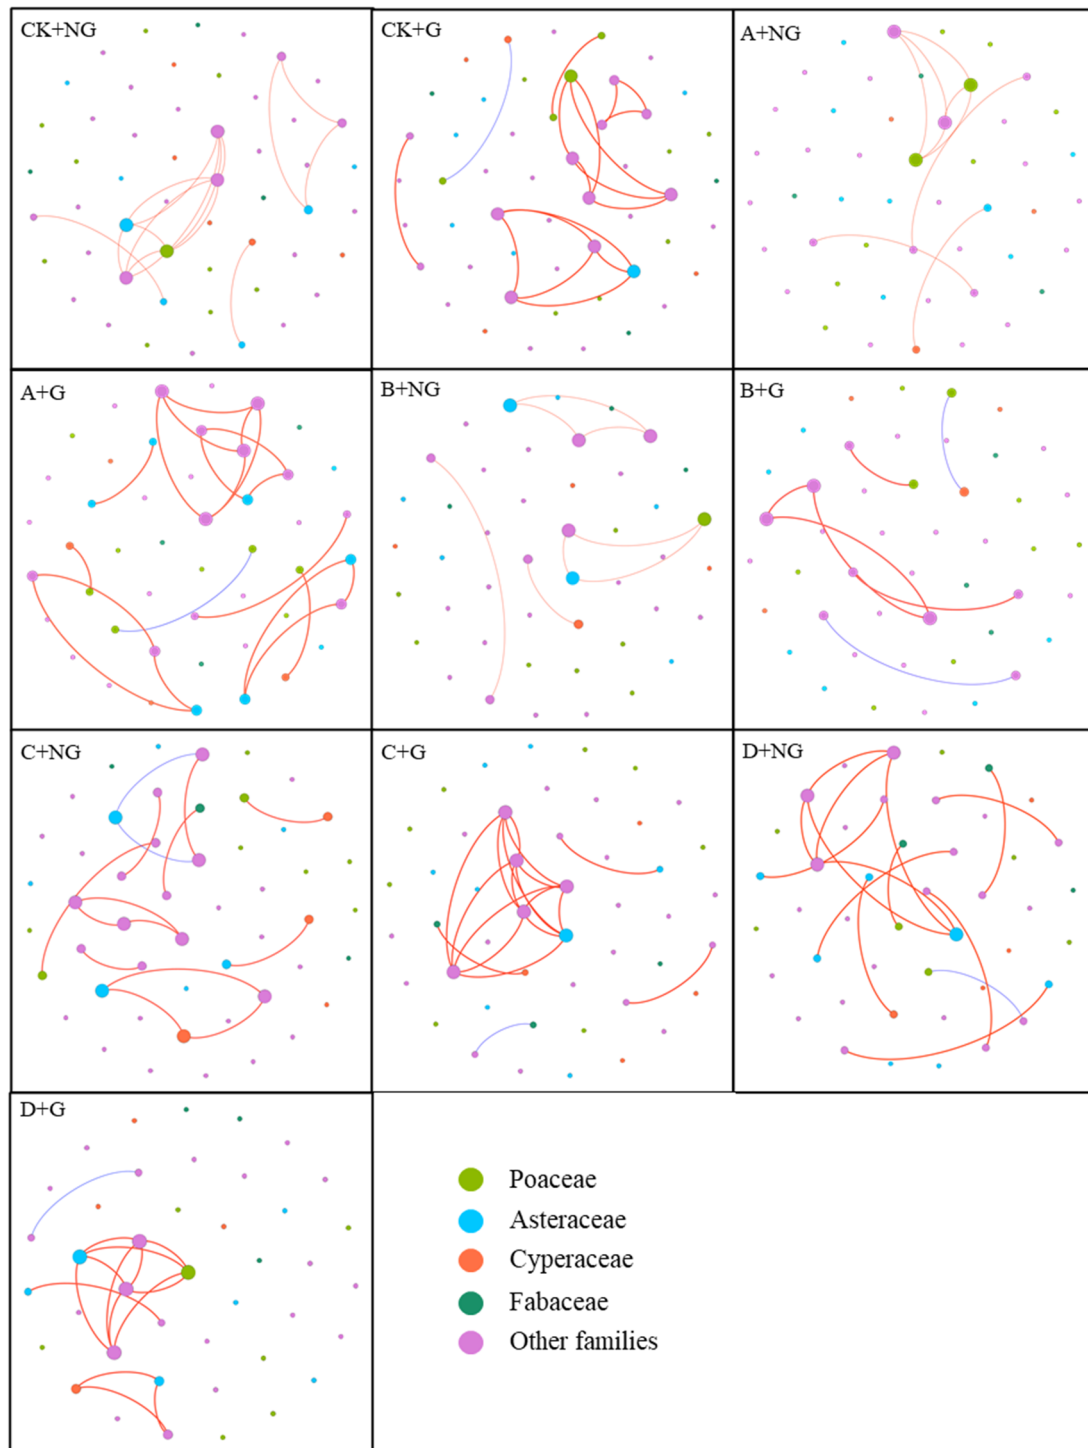 CK+NG
CK+G
A+NG
A+G
B+NG
B+G
C+NG
C+G
D+NG
D+G
Poaceae
Asteraceae
Cyperaceae
Fabaceae
Other families